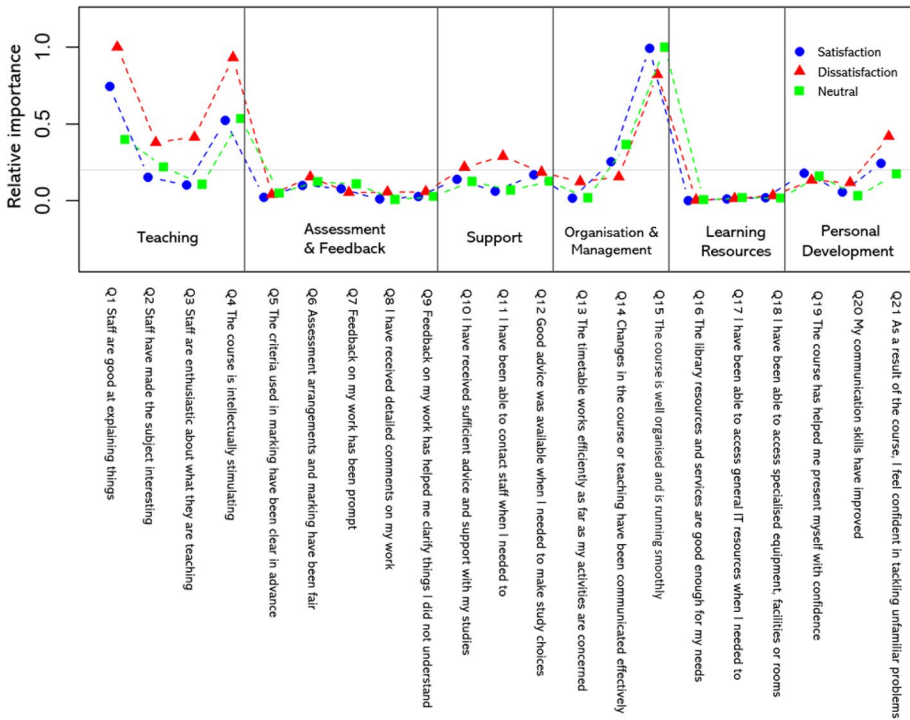 Relative importance
1.0
0.5
0.0
Satisfaction
Dissatisfaction
Neutral
Teaching
Assessment
& Feedback
Support
Organisation &
Management
Learning
Resources
Personal
Development
Q1 Staff are good at explaining things
Q2 Staff have made the subject interesting
Q3 Staff are enthusiastic about what they are teaching
Q4 The course is intellectually stimulating
Q5 The criteria used in marking have been clear in advance
Q6 Assessment arrangements and marking have been fair
Q7 Feedback on my work has been prompt
Q8 I have received detailed comments on my work
Q9 Feedback on my work has helped me clarify things I did not understand
Q10 I have received sufficient advice and support with my studies
Q11 I have been able to contact staff when I needed to
Q12 Good advice was available when I needed to make study choices
Q13 The timetable works efficiently as far as my activities are concerned
Q14 Changes in the course or teaching have been communicated effectively
Q15 The course is well organised and is running smoothly
Q16 The library resources and services are good enough for my needs
Q17 I have been able to access general IT resources when I needed to
Q18 I have been able to access specialised equipment, facilities or rooms
Q19 The course has helped me present myself with confidence
Q20 My communication skills have improved
Q21 As a result of the course, I feel confident in tackling unfamiliar problems